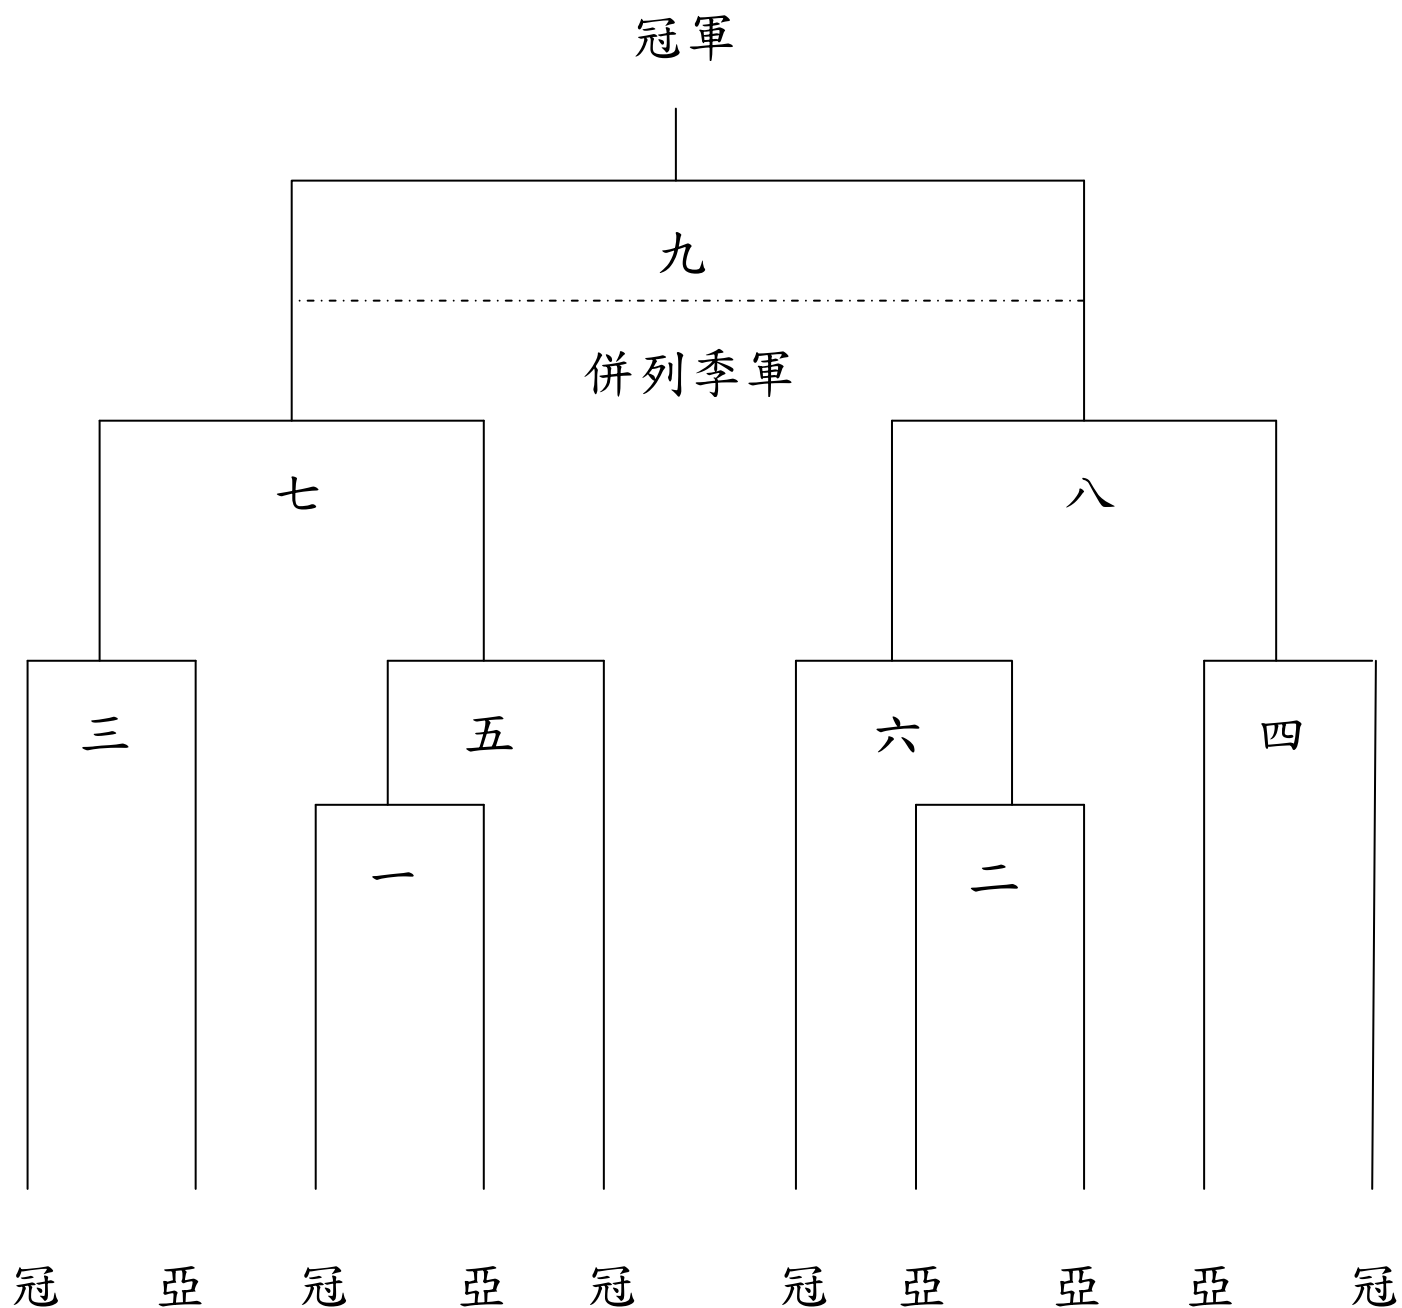 冠軍
九
併列季軍
七 八
三 五 六 四
一 二
冠 亞 冠 亞 冠 冠 亞 亞 亞 冠